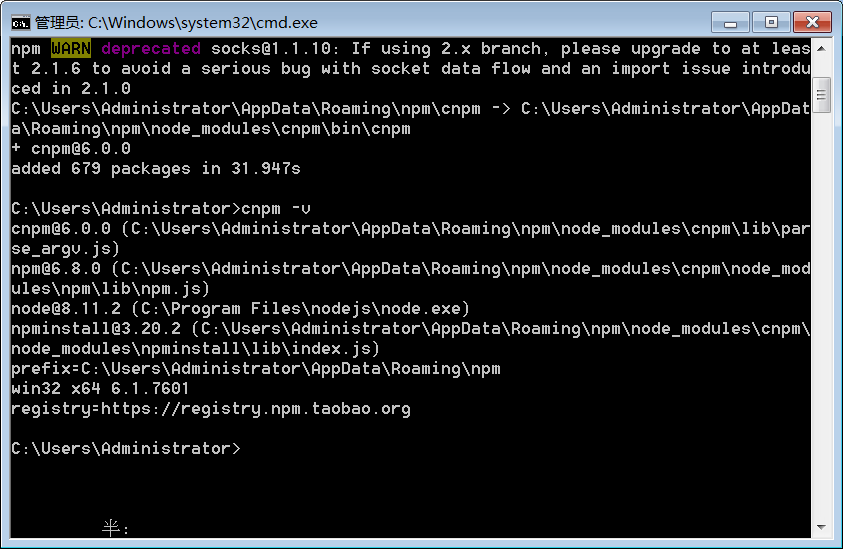 管理员: C:\Windows\system32\cmd.exe
npm WARN deprecated socks@1.1.10: If using 2.x branch, please upgrade to at leas
t 2.1.6 to avoid a serious bug with socket data flow and an import issue introdu
ced in 2.1.0
C:\Users\Administrator\AppData\Roaming\npm\cnpm -> C:\Users\Administrator\AppDat
a\Roaming\npm\node_modules\cnpm\bin\cnpm
+ cnpm@6.0.0
added 679 packages in 31.947s
C:\Users\Administrator>cnpm -v
cnpm@6.0.0 (C:\Users\Administrator\AppData\Roaming\npm\node_modules\cnpm\lib\par
se_argv.js)
npm@6.8.0 (C:\Users\Administrator\AppData\Roaming\npm\node_modules\cnpm\node_mod
ules\npm\lib\npm.js)
node@8.11.2 (C:\Program Files\nodejs\node.exe)
npminstall@3.20.2 (C:\Users\Administrator\AppData\Roaming\npm\node_modules\cnpm\
node_modules\npminstall\lib\index.js)
prefix=C:\Users\Administrator\AppData\Roaming\npm
win32 x64 6.1.7601
registry=https://registry.npm.taobao.org
C:\Users\Administrator>
半: